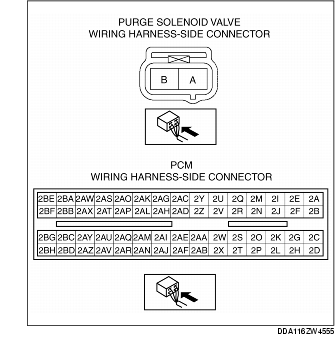 PURGE SOLENOID VALVE
WIRING HARNESS-SIDE CONNECTOR
B A
PCM
WIRING HARNESS-SIDE CONNECTOR
2BE 2BA 2AW 2AS 2AO 2AK 2AG 2AC 2Y 2U 2Q 2M 2I 2E 2A
2BF 2BB 2AX 2AT 2AP 2AL 2AH 2AD 2Z 2V 2R 2N 2J 2F 2B
2BG 2BC 2AY 2AU 2AQ 2AM 2AI 2AE 2AA 2W 2S 2O 2K 2G 2C
2BH 2BD 2AZ 2AV 2AR 2AN 2AJ 2AF 2AB 2X 2T 2P 2L 2H 2D
DDA116ZW4555